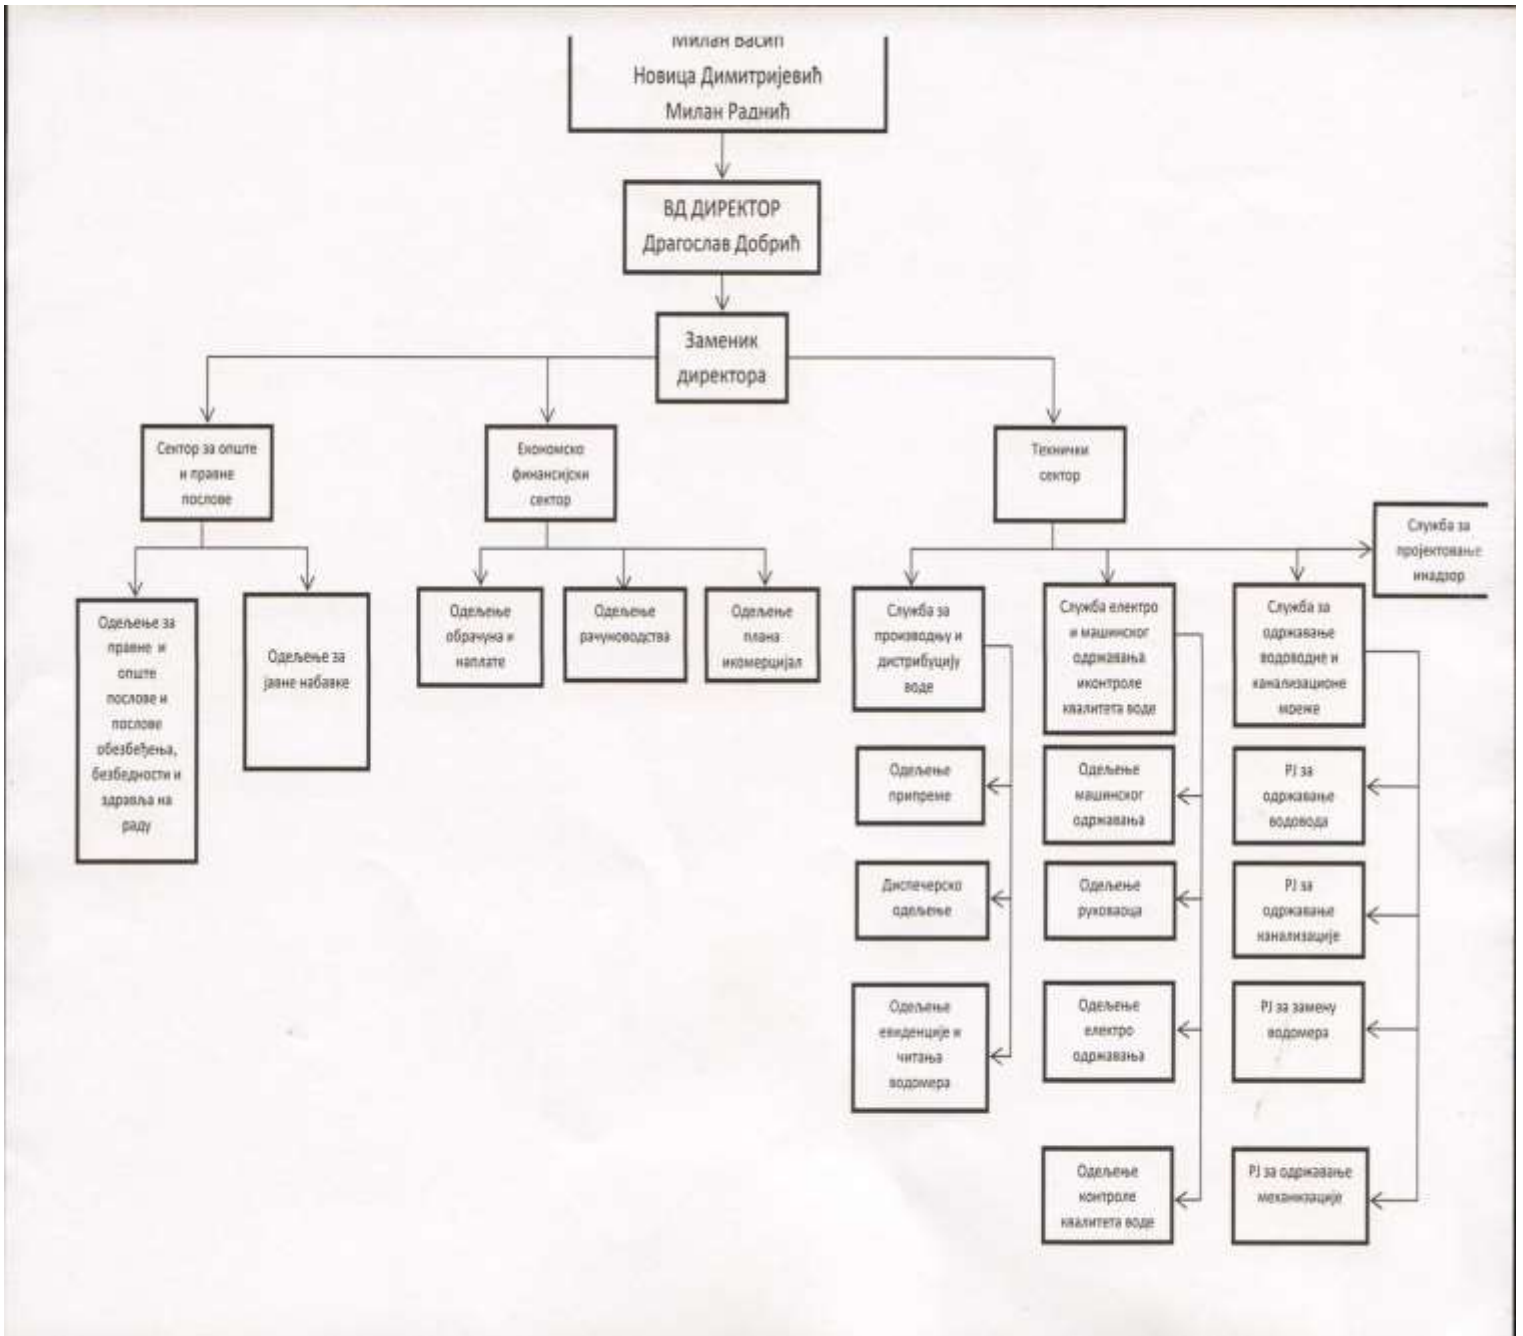 Милан Васић
Новица Димитријевић
Милан Раднић
ВД ДИРЕКТОР
Драгослав Добрић
Заменик
директора
Сектор за опште
и правне
послове
Економско
финансијски
сектор
Технички
сектор
Служба за
пројектовање
инадзор
Одељење за
правне и
опште
послове и
послове
обезбеђења,
безбедности и
здравља на
раду
Одељење за
јавне набавке
Одељење
обрачуна и
наплате
Одељење
рачуноводства
Одељење
плана
икомерцијал
Служба за
производњу и
дистрибуцију
воде
Служба електро
и машинског
одржавања
иконтроле
квалитета воде
Служба за
одржавање
водоводне и
канализационе
мреже
Одељење
припреме
Диспечерско
одељење
Одељење
евиденције и
читања
водомера
Одељење
машинског
одржавања
Одељење
руковаоца
Одељење
електро
одржавања
Одељење
контроле
квалитета воде
РЈ за
одржавање
водовода
РЈ за
одржавање
канализације
РЈ за замену
водомера
РЈ за одржавање
механизације